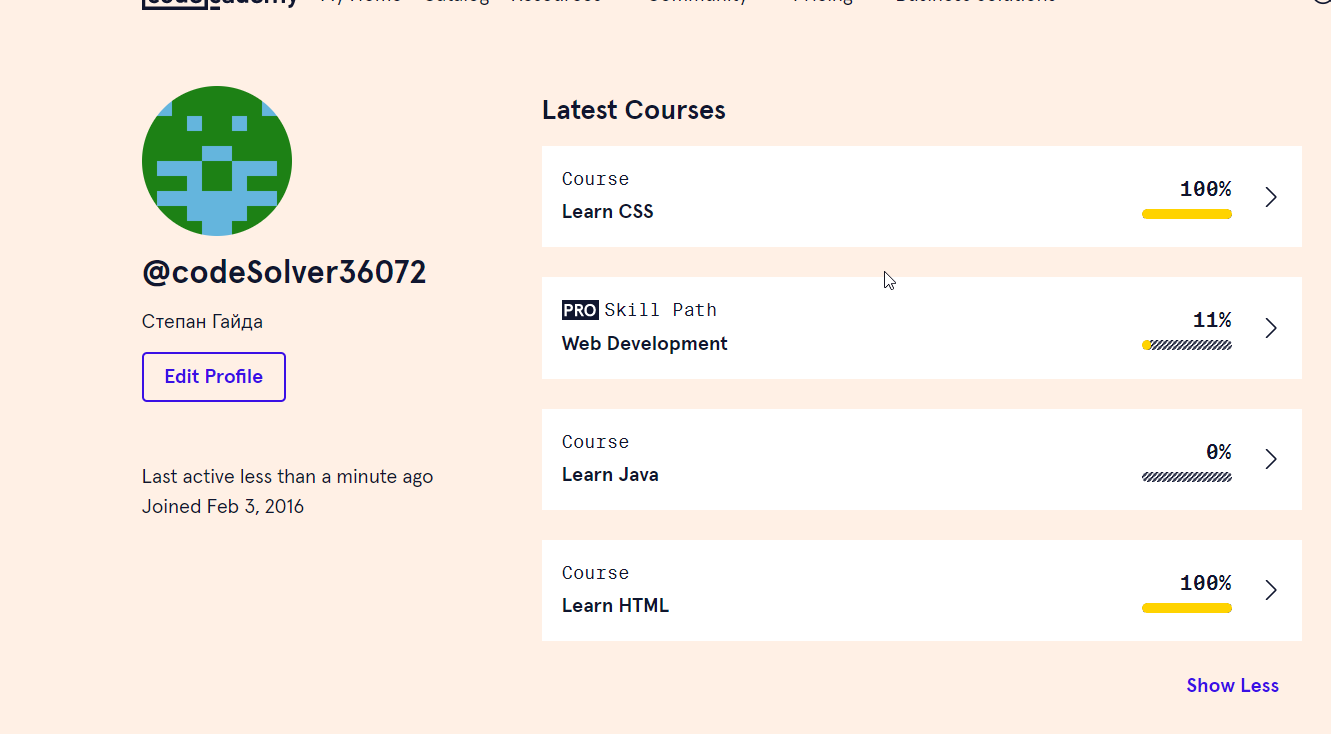 codecademy My Home Catalog Resources Community Pricing Business Solutions
Latest Courses
Course
Learn CSS
100%
PRO Skill Path
Web Development
11%
Course
Learn Java
0%
Course
Learn HTML
100%
Show Less
@codeSolver36072
Степан Гайда
Edit Profile
Last active less than a minute ago
Joined Feb 3, 2016